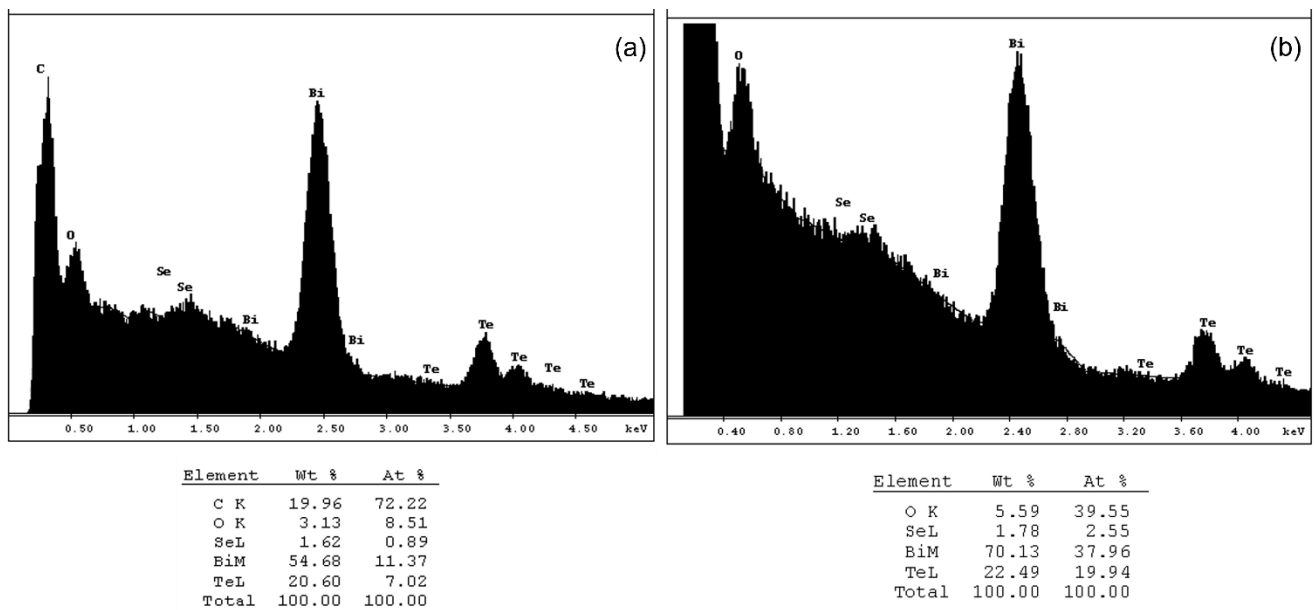 (a)
C
Bi
O
Se
Se
Bi
Bi
Te
Te
Te
Te
Te
0.50 1.00 1.50 2.00 2.50 3.00 3.50 4.00 4.50 keV
Element Wt % At %
C K 19.96 72.22
O K 3.13 8.51
SeL 1.62 0.89
BiM 54.68 11.37
TeL 20.60 7.02
Total 100.00 100.00
(b)
Bi
O
Se
Se
Bi
Bi
Te
Te
Te
Te
0.40 0.80 1.20 1.60 2.00 2.40 2.80 3.20 3.60 4.00 keV
Element Wt % At %
O K 5.59 39.55
SeL 1.78 2.55
BiM 70.13 37.96
TeL 22.49 19.94
Total 100.00 100.00